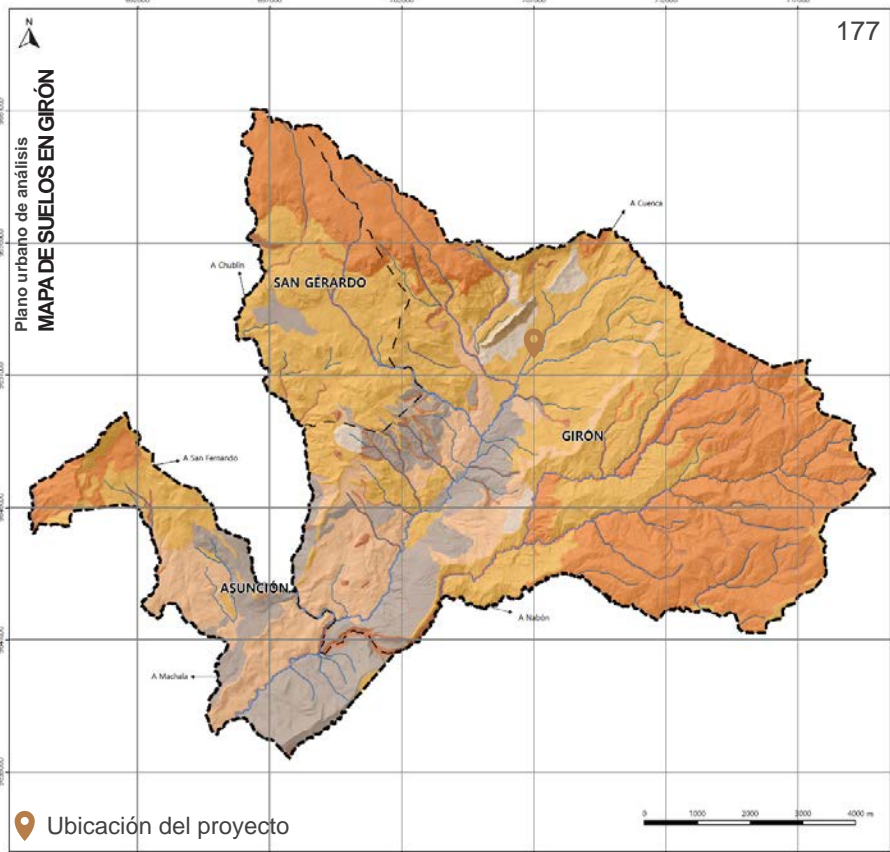 177
N
Plano urbano de análisis
MAPA DE SUELOS EN GIRÓN
A Cuenca
A Chublín
SAN GERARDO
GIRÓN
A San Fernando
ASUNCIÓN
A Nabón
A Machala
Ubicación del proyecto
0 1000 2000 3000 4000 m